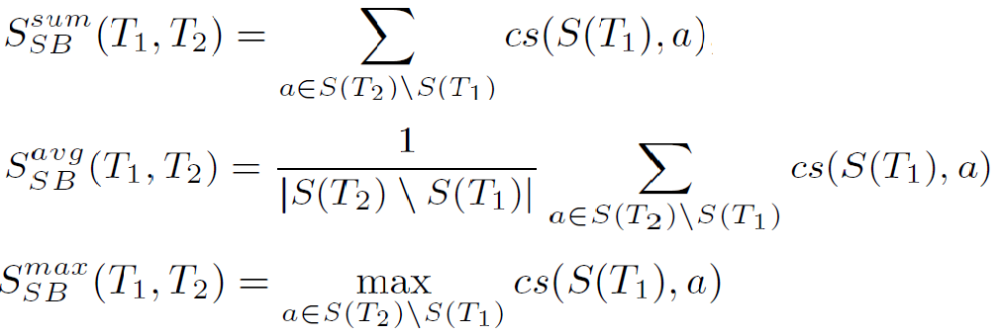 $S_{SB}^{sum}(T_1, T_2) = \sum_{a \in S(T_2) \setminus S(T_1)} cs(S(T_1), a)$
$S_{SB}^{avg}(T_1, T_2) = \frac{1}{|S(T_2) \setminus S(T_1)|} \sum_{a \in S(T_2) \setminus S(T_1)} cs(S(T_1), a)$
$S_{SB}^{max}(T_1, T_2) = \max_{a \in S(T_2) \setminus S(T_1)} cs(S(T_1), a)$